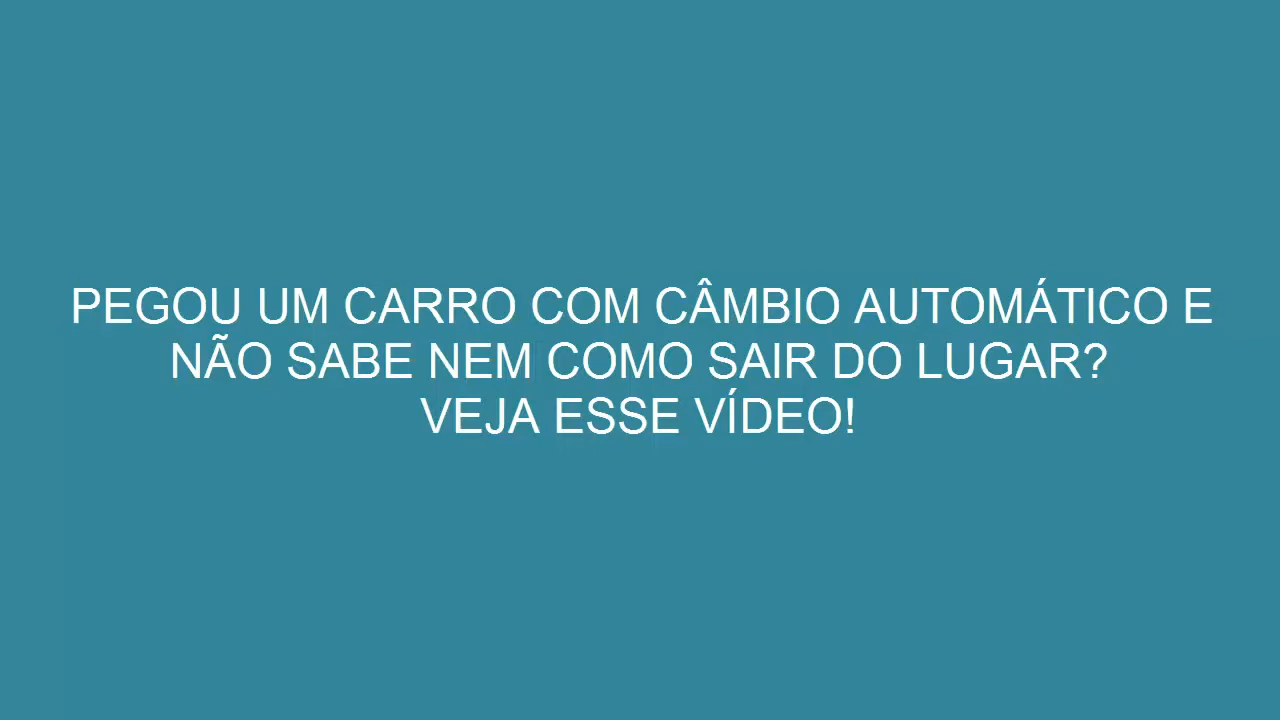 PEGOU UM CARRO COM CÂMBIO AUTOMÁTICO E
NÃO SABE NEM COMO SAIR DO LUGAR?
VEJA ESSE VÍDEO!